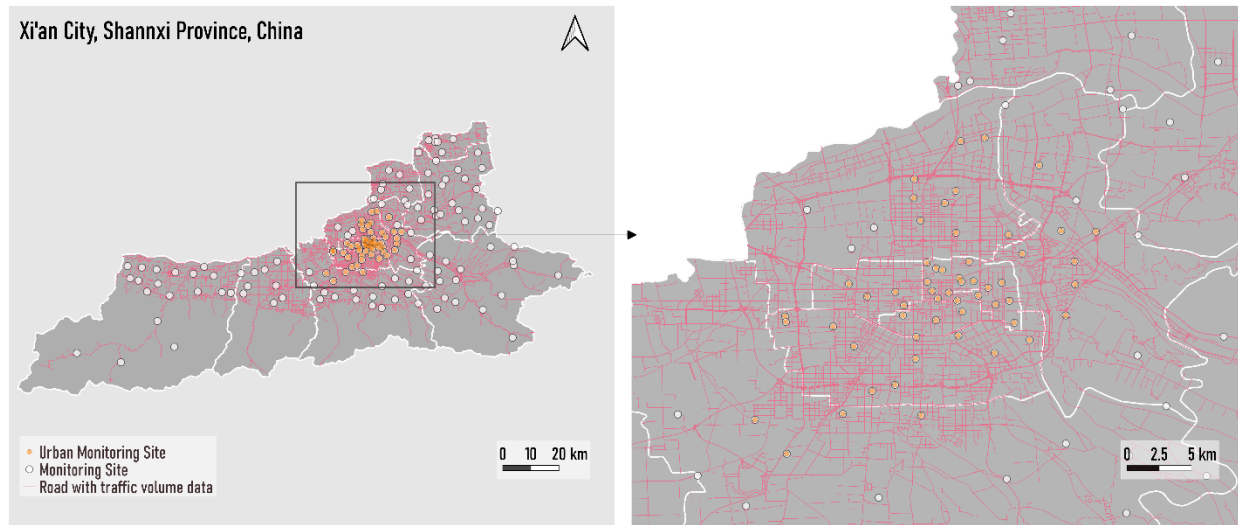 Xi'an City, Shannxi Province, China
Urban Monitoring Site
Monitoring Site
Road with traffic volume data
0 10 20 km
0 2.5 5 km